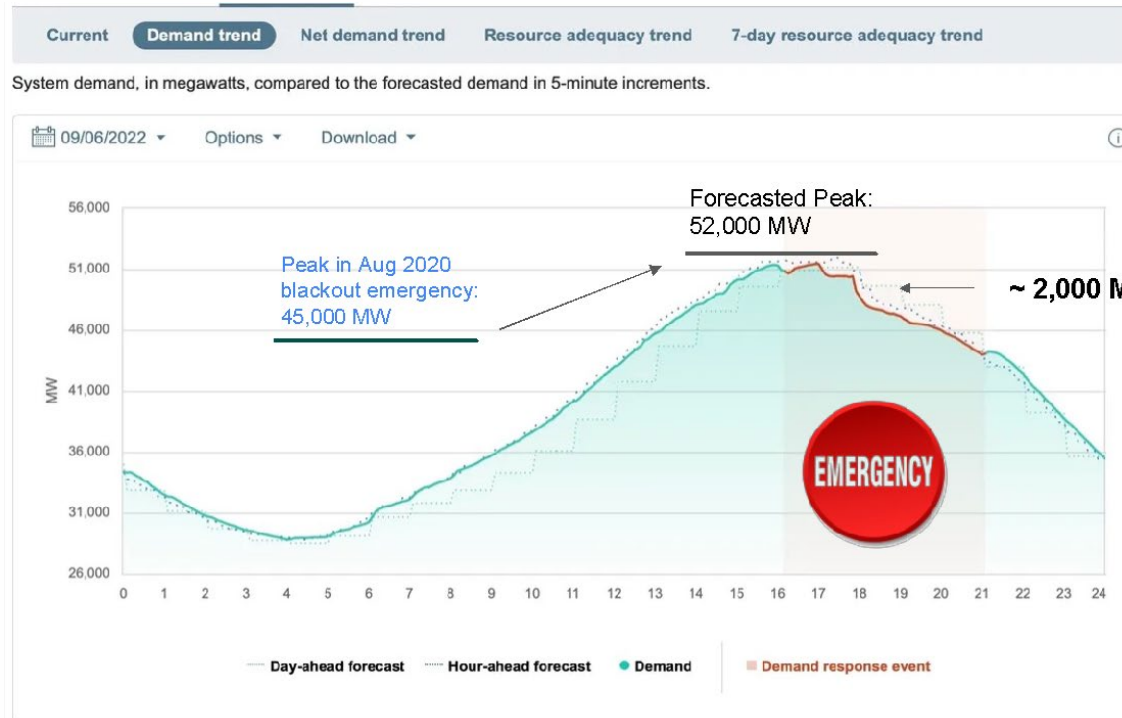 Current Demand trend Net demand trend Resource adequacy trend 7-day resource adequacy trend
System demand, in megawatts, compared to the forecasted demand in 5-minute increments.
09/06/2022 Options Download
Forecasted Peak:
52,000 MW
Peak in Aug 2020
blackout emergency:
45,000 MW
~ 2,000 M
56,000
51,000
46,000
41,000
36,000
31,000
26,000
MW
EMERGENCY
0 1 2 3 4 5 6 7 8 9 10 11 12 13 14 15 16 17 18 19 20 21 22 23 24
Day-ahead forecast Hour-ahead forecast Demand Demand response event